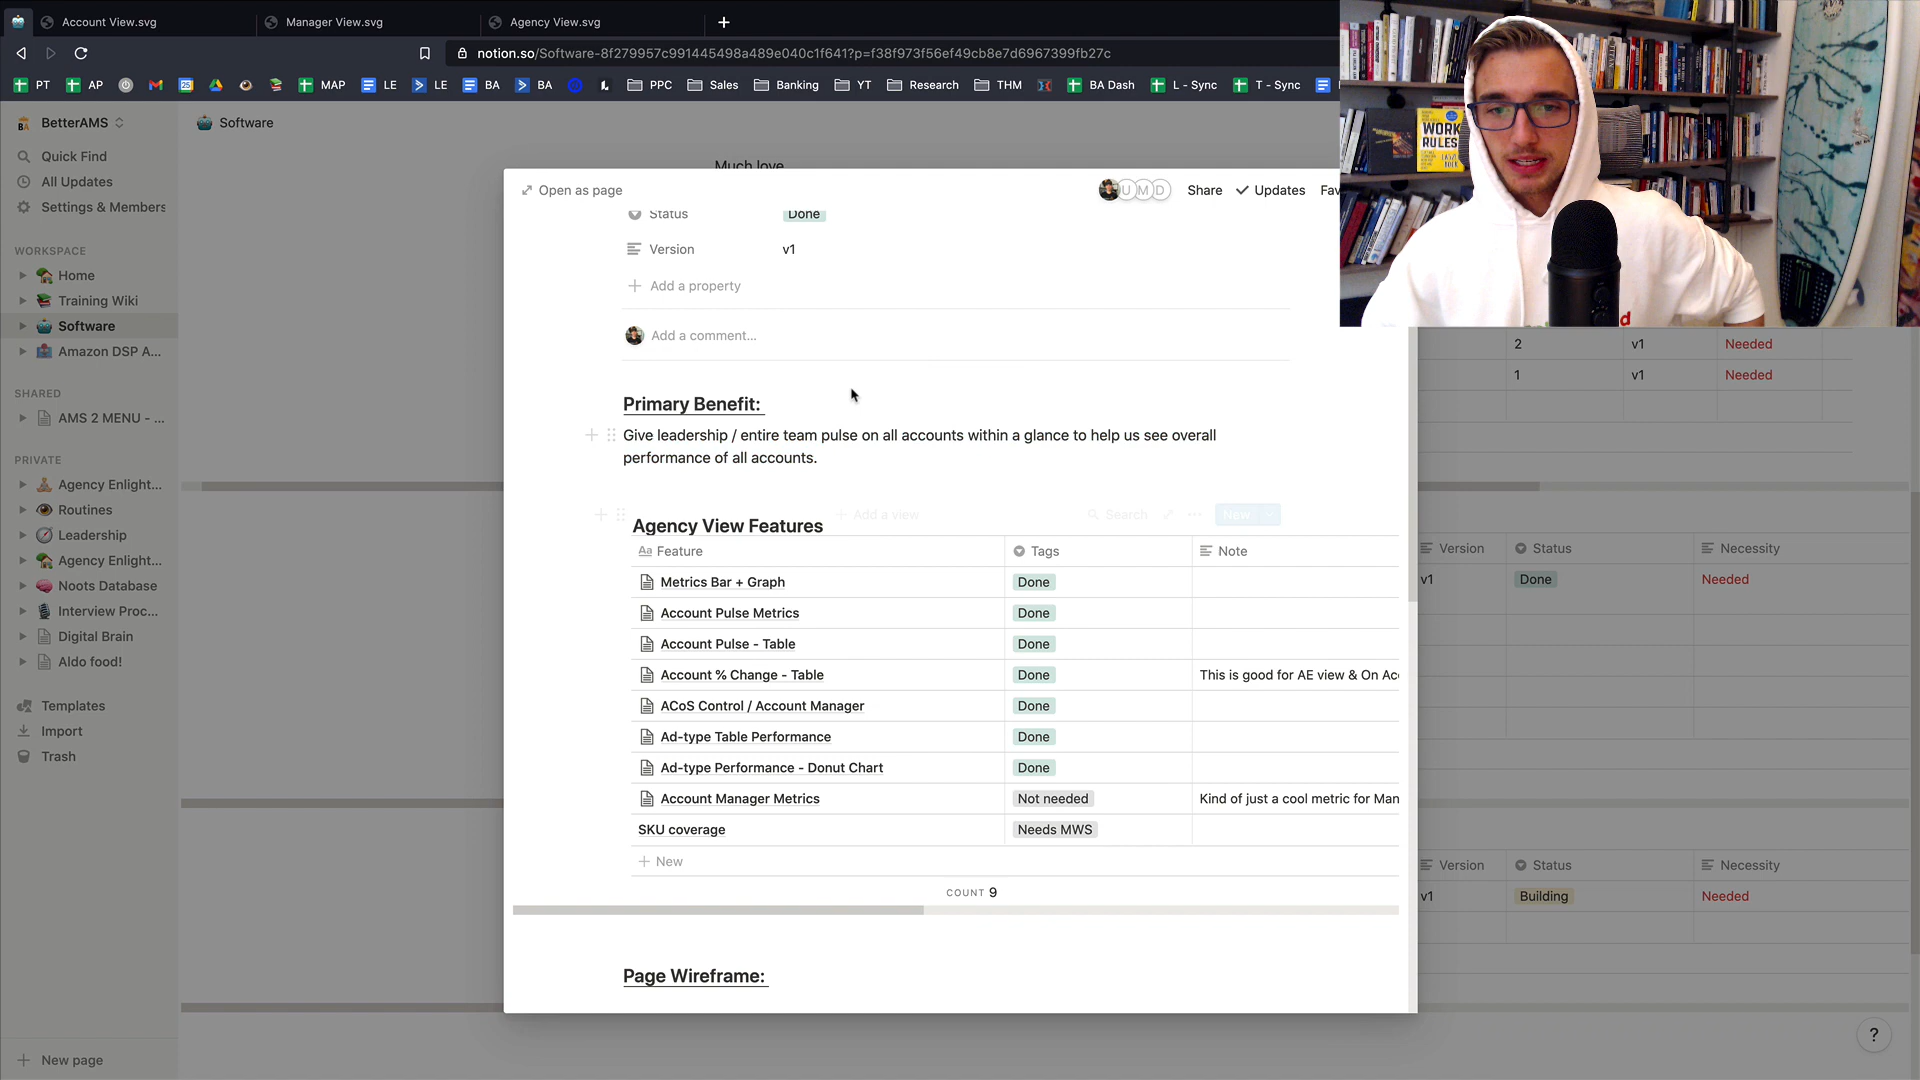 Account View.svg
Manager View.svg
Agency View.svg
notion.so/Software-8f279957c991445498a489e040c1f641?p=f38f973f56ef49cb8e7d6967399fb27c
PT
AP
MAP
LE
LE
BA
BA
PPC
Sales
Banking
YT
Research
THM
BA Dash
L - Sync
T - Sync
BetterAMS
Quick Find
All Updates
Settings & Members
WORKSPACE
Home
Training Wiki
Software
Amazon DSP A...
SHARED
AMS 2 MENU - ...
PRIVATE
Agency Enlight...
Routines
Leadership
Agency Enlight...
Noots Database
Interview Proc...
Digital Brain
Aldo food!
Templates
Import
Trash
New page
Software
Much love
Open as page
U M D
Share
Updates
Fav
Status
Done
Version
v1
Add a property
Add a comment...
Primary Benefit:
Give leadership / entire team pulse on all accounts within a glance to help us see overall
performance of all accounts.
Add a view
Search
New
Agency View Features
Aa Feature
Tags
Note
Metrics Bar + Graph
Done
Account Pulse Metrics
Done
Account Pulse - Table
Done
Account % Change - Table
Done
This is good for AE view & On Ac
ACoS Control / Account Manager
Done
Ad-type Table Performance
Done
Ad-type Performance - Donut Chart
Done
Account Manager Metrics
Not needed
Kind of just a cool metric for Man
SKU coverage
Needs MWS
New
COUNT 9
Page Wireframe:
2
v1
Needed
1
v1
Needed
Version
Status
Necessity
v1
Done
Needed
Version
Status
Necessity
v1
Building
Needed
?
WORK
RULES